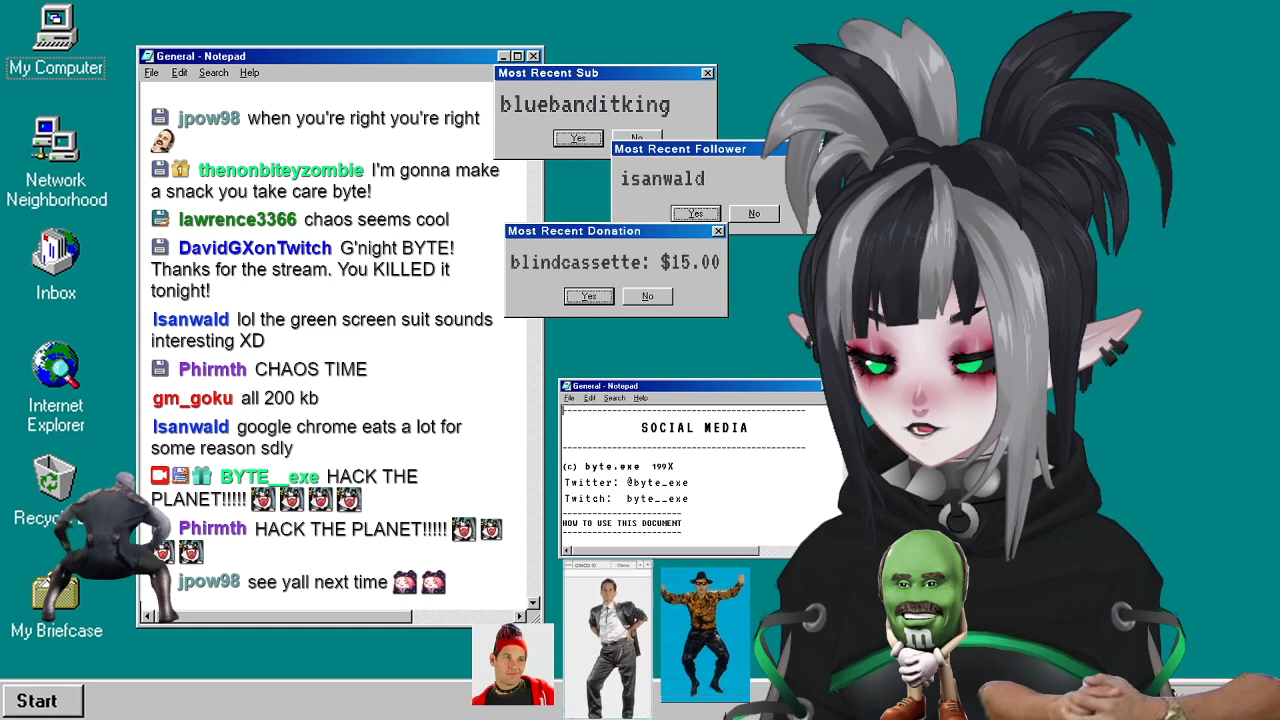 My Computer
Network
Neighborhood
Inbox
Internet
Explorer
My Briefcase
Start
General - Notepad
File Edit Search Help
jpow98 when you're right you're right
thenonbiteyzombie I'm gonna make
a snack you take care byte!
lawrence3366 chaos seems cool
DavidGXonTwitch G'night BYTE!
Thanks for the stream. You KILLED it
tonight!
Isanwald lol the green screen suit sounds
interesting XD
Phirmth CHAOS TIME
gm_goku all 200 kb
Isanwald google chrome eats a lot for
some reason sdly
BYTE__exe HACK THE
PLANET!!!!!
Phirmth HACK THE PLANET!!!!!
jpow98 see yall next time
Most Recent Sub
bluebanditking
Yes No
Most Recent Follower
isanwald
Yes No
Most Recent Donation
blindcassette: $15.00
Yes No
General - Notepad
File Edit Search Help
SOCIAL MEDIA
(c) byte.exe 199X
Twitter: @byte_exe
Twitch: byte__exe
HOW TO USE THIS DOCUMENT
m